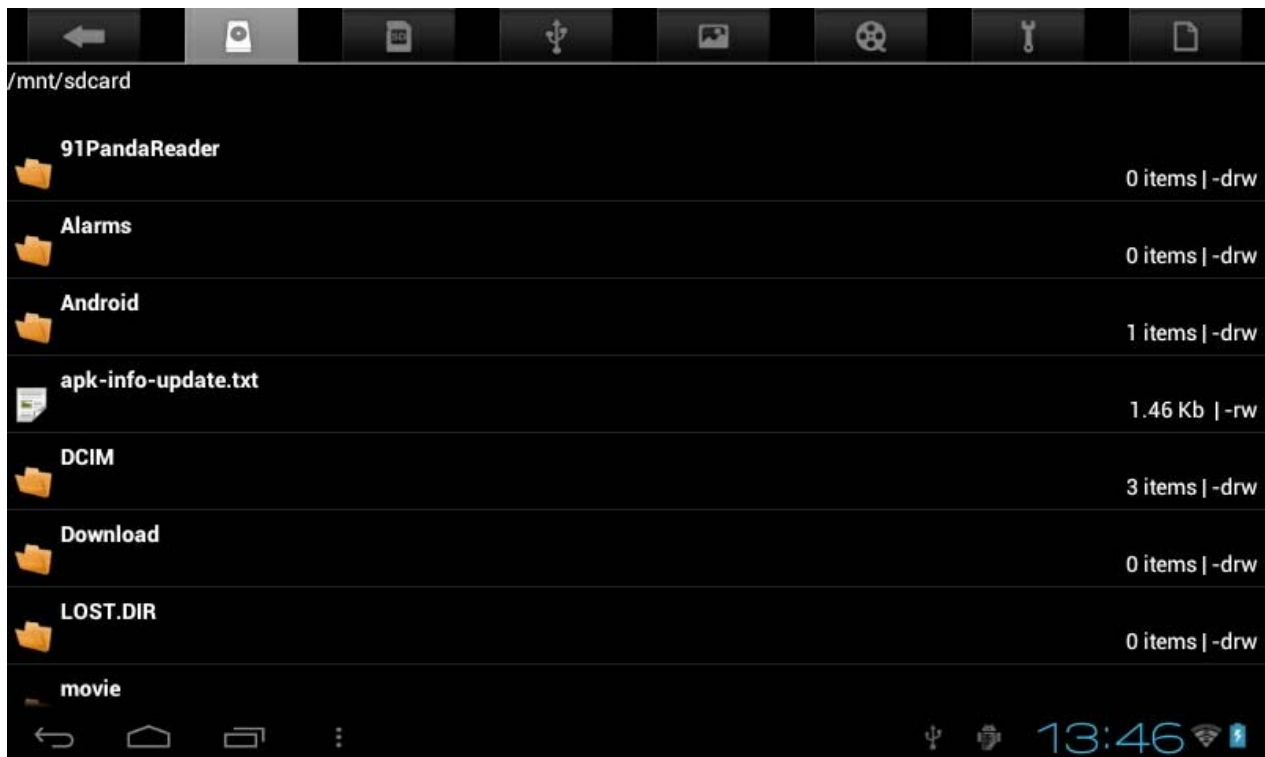 SD
/mnt/sdcard
91PandaReader
0 items | -drw
Alarms
0 items | -drw
Android
1 items | -drw
apk-info-update.txt
1.46 Kb | -rw
DCIM
3 items | -drw
Download
0 items | -drw
LOST.DIR
0 items | -drw
movie
13:46